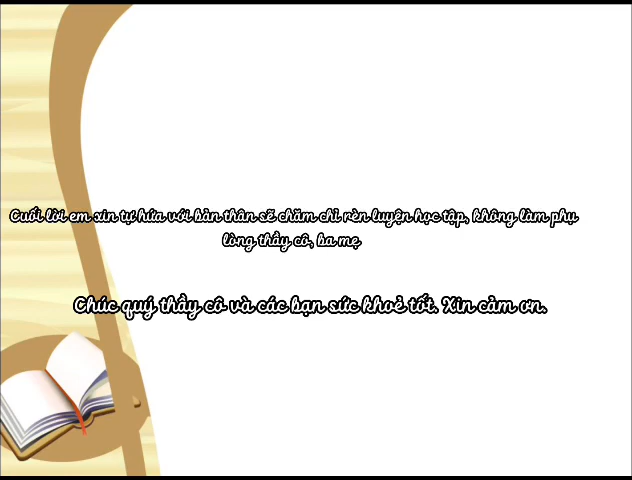 Cuối lời em xin tự hứa với bản thân sẽ chăm chỉ rèn luyện học tập, không làm phụ
lòng thầy cô, ba mẹ
Chúc quý thầy cô và các bạn sức khoẻ tốt. Xin cảm ơn.